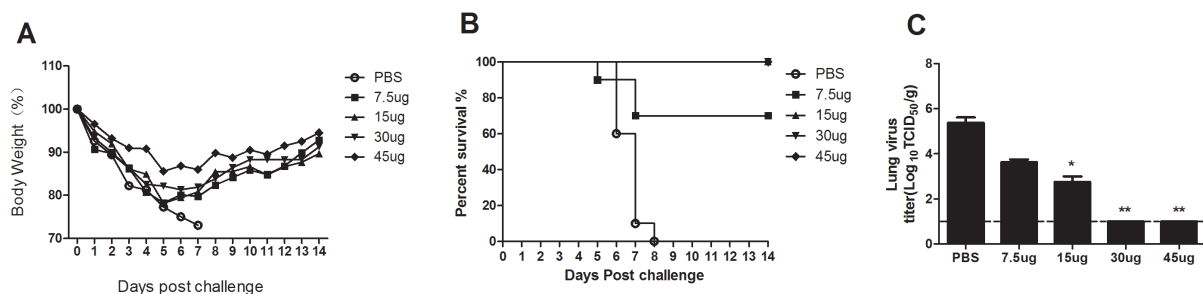 A
110
100
90
80
70
Body Weight (%)
0 1 2 3 4 5 6 7 8 9 10 11 12 13 14
Days post challenge
PBS
7.5ug
15ug
30ug
45ug
B
100
80
60
40
20
0
Percent survival %
0 1 2 3 4 5 6 7 8 9 10 11 12 13 14
Days Post challenge
PBS
7.5ug
15ug
30ug
45ug
C
8
6
4
2
0
Lung virus
titer(Log10TCID50/g)
*
**
**
PBS 7.5ug 15ug 30ug 45ug